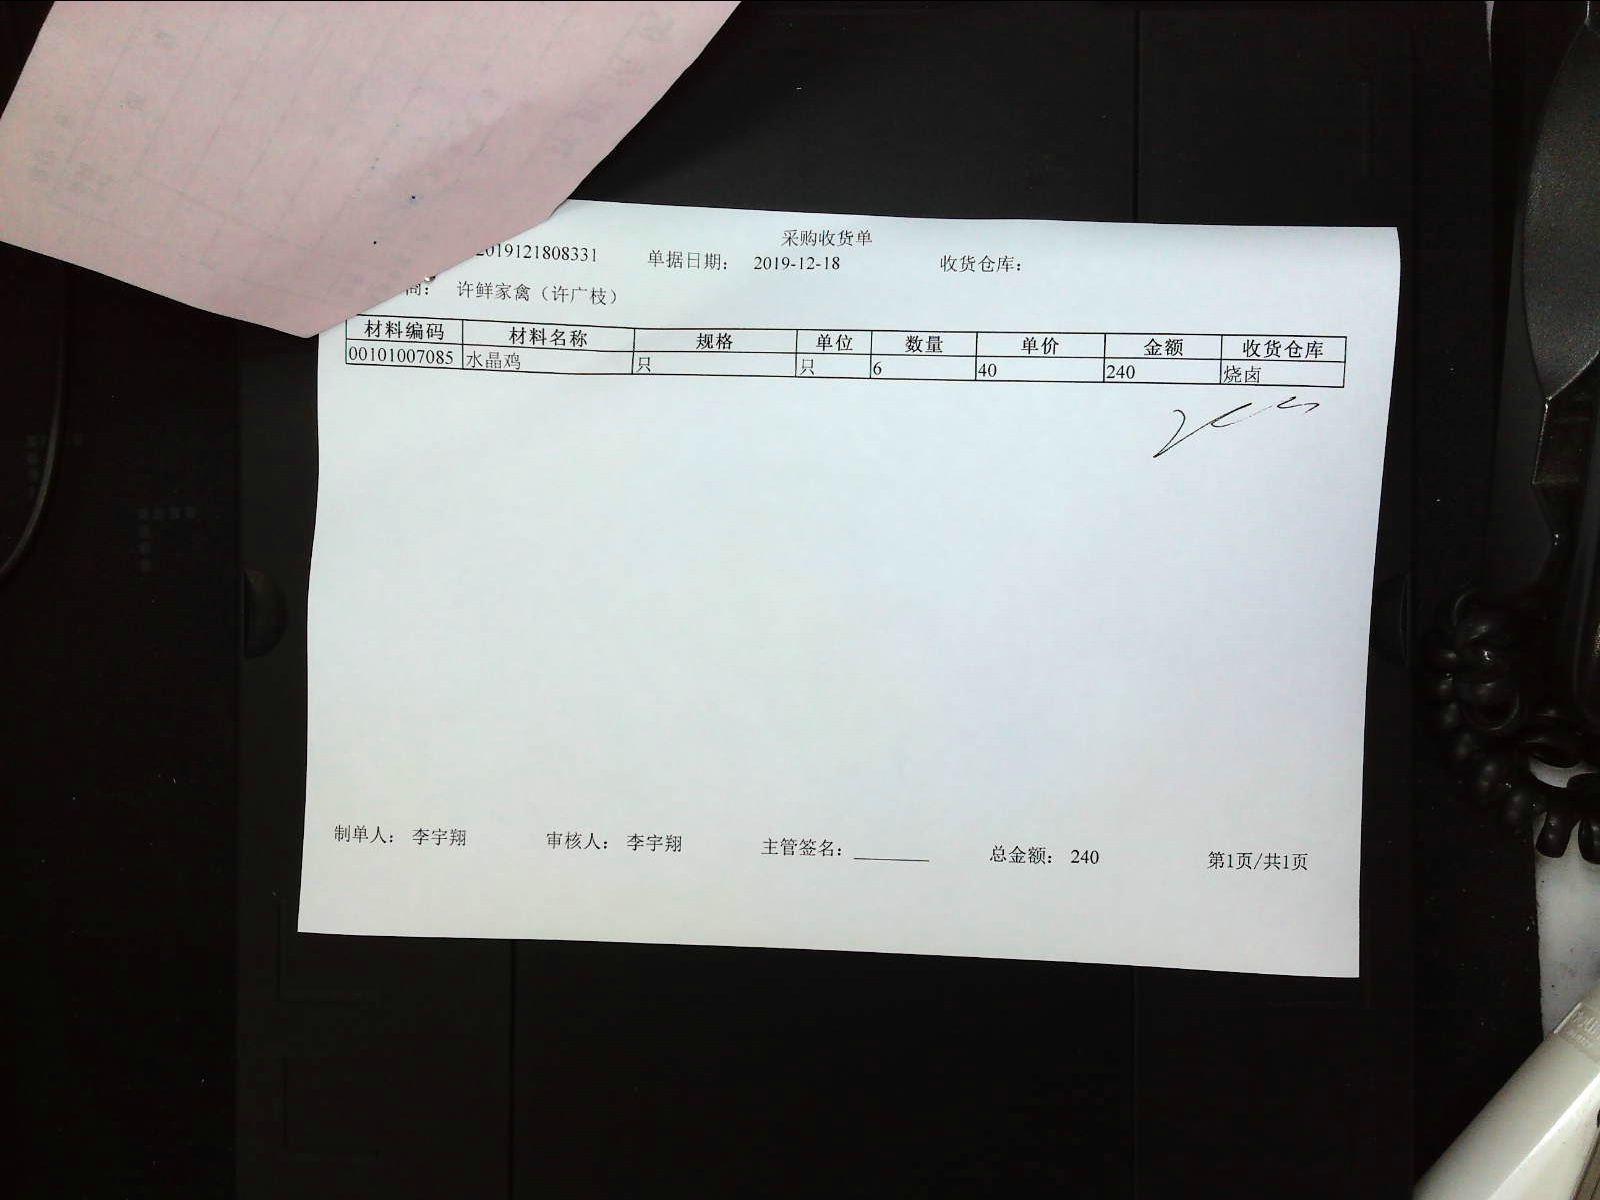 采购收货单
2019121808331 单据日期： 2019-12-18 收货仓库：
商： 许鲜家禽（许广枝）
材料编码 材料名称 规格 单位 数量 单价 金额 收货仓库
00101007085 水晶鸡 只 只 6 40 240 烧卤
制单人： 李宇翔 审核人： 李宇翔 主管签名： 总金额： 240 第1页/共1页